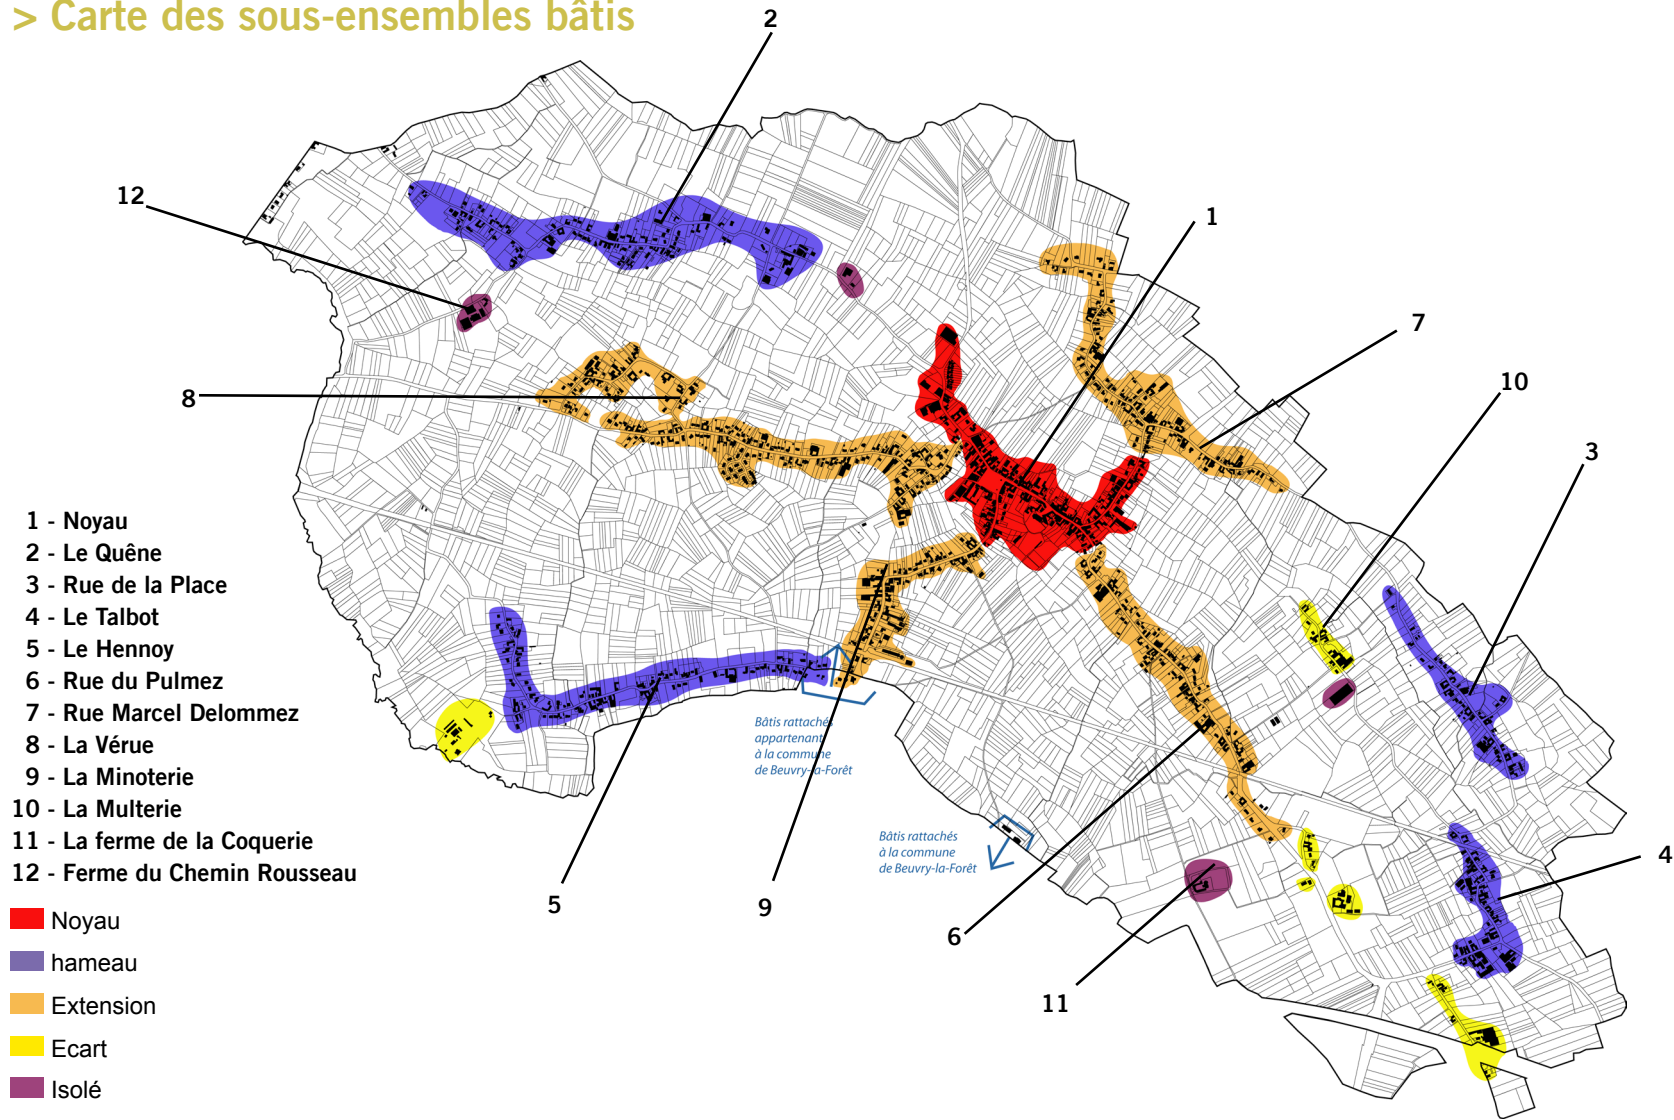 > Carte des sous-ensembles bâtis
2
12
1
7
8
10
3
1 - Noyau
2 - Le Quêne
3 - Rue de la Place
4 - Le Talbot
5 - Le Hennoy
6 - Rue du Pulmez
7 - Rue Marcel Delommez
8 - La Vérue
9 - La Minoterie
10 - La Multerie
11 - La ferme de la Coquerie
12 - Ferme du Chemin Rousseau
Bâtis rattachés
appartenant
à la commune
de Beuvry-la-Forêt
Bâtis rattachés
à la commune
de Beuvry-la-Forêt
4
5
9
6
11
Noyau
hameau
Extension
Ecart
Isolé